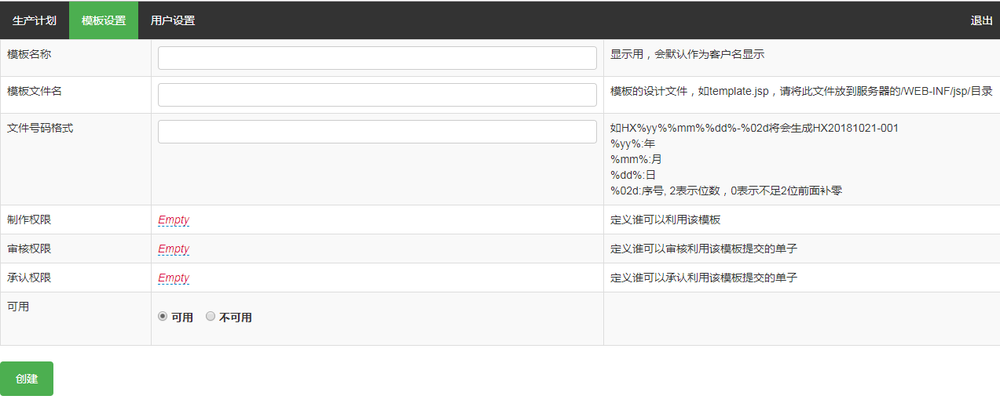 生产计划 模板设置 用户设置 退出
模板名称 显示用，会默认作为客户名显示
模板文件名 模板的设计文件，如template.jsp，请将此文件放到服务器的/WEB-INF/jsp/目录
文件号码格式 如HX%yy%%mm%%dd%-%02d将会生成HX20181021-001
%yy%:年
%mm%:月
%dd%:日
%02d:序号, 2表示位数，0表示不足2位前面补零
制作权限 Empty 定义谁可以利用该模板
审核权限 Empty 定义谁可以审核利用该模板提交的单子
承认权限 Empty 定义谁可以承认利用该模板提交的单子
可用
可用 不可用
创建